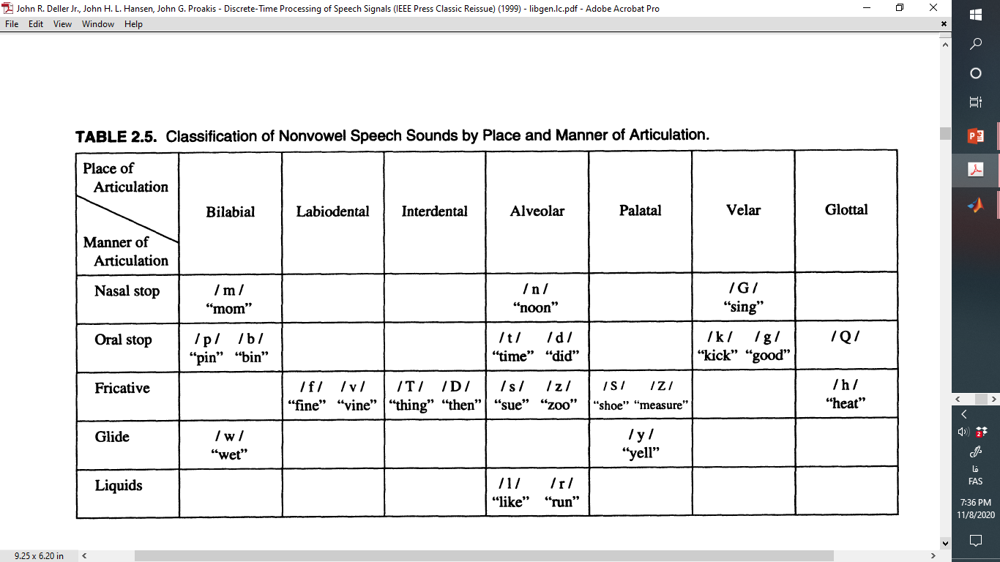 John R. Deller Jr., John H. L. Hansen, John G. Proakis - Discrete-Time Processing of Speech Signals (IEEE Press Classic Reissue) (1999) - libgen.lc.pdf - Adobe Acrobat Pro
File Edit View Window Help
TABLE 2.5. Classification of Nonvowel Speech Sounds by Place and Manner of Articulation.
Place of
Articulation
Manner of
Articulation
Bilabial Labiodental Interdental Alveolar Palatal Velar Glottal
Nasal stop /m/ /n/ /G/
“mom” “noon” “sing”
Oral stop /p/ /b/ /t/ /d/ /k/ /g/ /Q/
“pin” “bin” “time” “did” “kick” “good”
Fricative /f/ /v/ /T/ /D/ /s/ /z/ /S/ /Z/ /h/
“fine” “vine” “thing” “then” “sue” “zoo” “shoe” “measure” “heat”
Glide /w/ /y/
“wet” “yell”
Liquids /l/ /r/
“like” “run”
9.25 x 6.20 in
2
فا
FAS
7:36 PM
11/8/2020